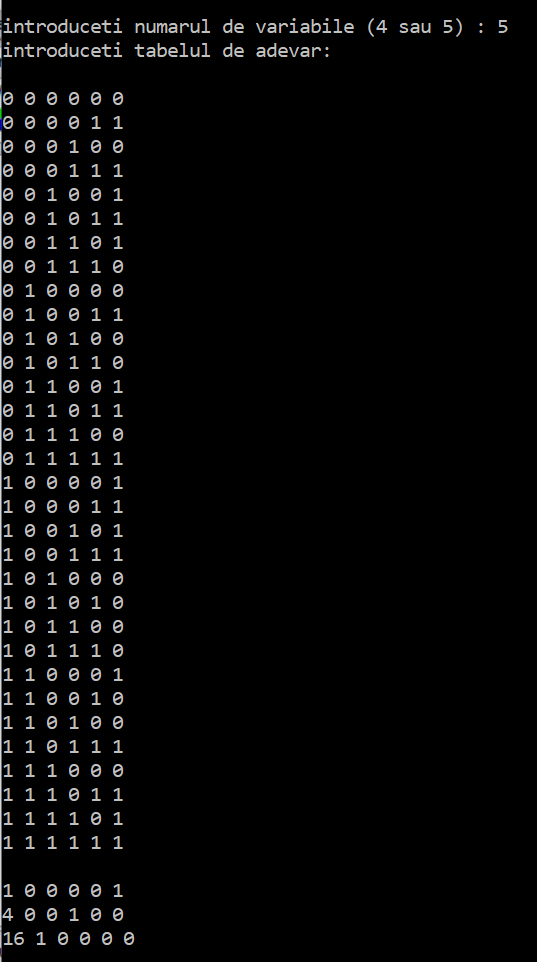 introduceti numarul de variabile (4 sau 5) : 5
introduceti tabelul de adevar:
0 0 0 0 0 0
0 0 0 0 1 1
0 0 0 1 0 0
0 0 0 1 1 1
0 0 1 0 0 1
0 0 1 0 1 1
0 0 1 1 0 1
0 0 1 1 1 0
0 1 0 0 0 0
0 1 0 0 1 1
0 1 0 1 0 0
0 1 0 1 1 0
0 1 1 0 0 1
0 1 1 0 1 1
0 1 1 1 0 0
0 1 1 1 1 1
1 0 0 0 0 1
1 0 0 0 1 1
1 0 0 1 0 1
1 0 0 1 1 1
1 0 1 0 0 0
1 0 1 0 1 0
1 0 1 1 0 0
1 0 1 1 1 0
1 1 0 0 0 1
1 1 0 0 1 0
1 1 0 1 0 0
1 1 0 1 1 1
1 1 1 0 0 0
1 1 1 0 1 1
1 1 1 1 0 1
1 1 1 1 1 1
1 0 0 0 0 1
4 0 0 1 0 0
16 1 0 0 0 0